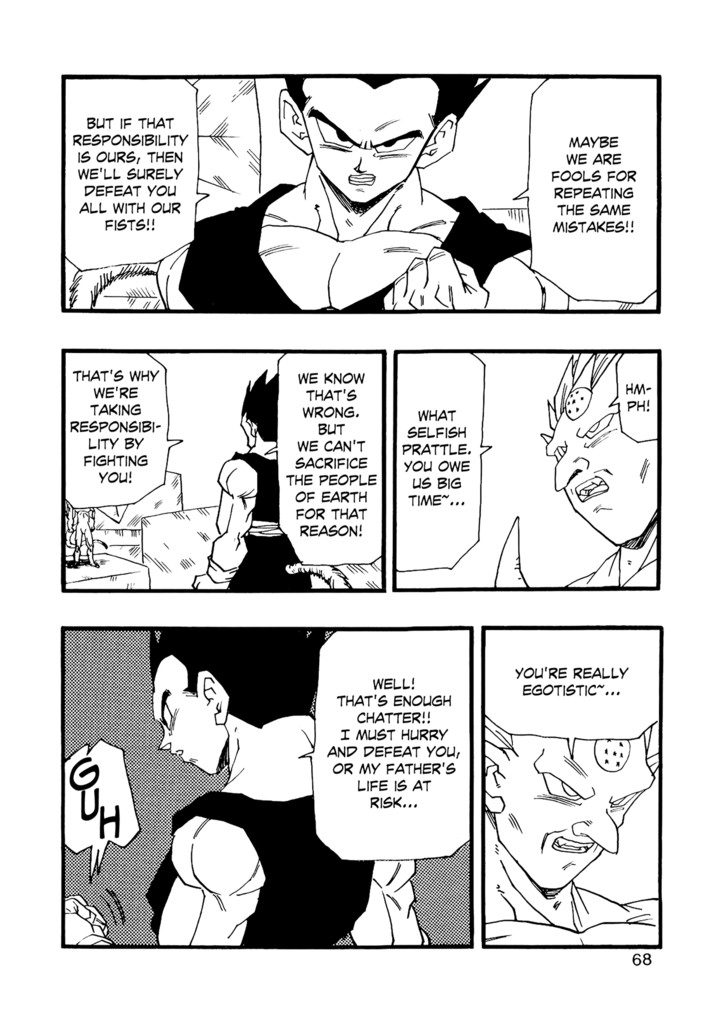 MAYBE
WE ARE
FOOLS FOR
REPEATING
THE SAME
MISTAKES!!
BUT IF THAT
RESPONSIBILITY
IS OURS, THEN
WE'LL SURELY
DEFEAT YOU
ALL WITH OUR
FISTS!!
HM-
PH!
WHAT
SELFISH
PRATTLE.
YOU OWE
US BIG
TIME~...
WE KNOW
THAT'S
WRONG.
BUT
WE CAN'T
SACRIFICE
THE PEOPLE
OF EARTH
FOR THAT
REASON!
THAT'S WHY
WE'RE
TAKING
RESPONSIBI-
LITY BY
FIGHTING
YOU!
YOU'RE REALLY
EGOTISTIC~...
WELL!
THAT'S ENOUGH
CHATTER!!
I MUST HURRY
AND DEFEAT YOU,
OR MY FATHER'S
LIFE IS AT
RISK...
GUH
68